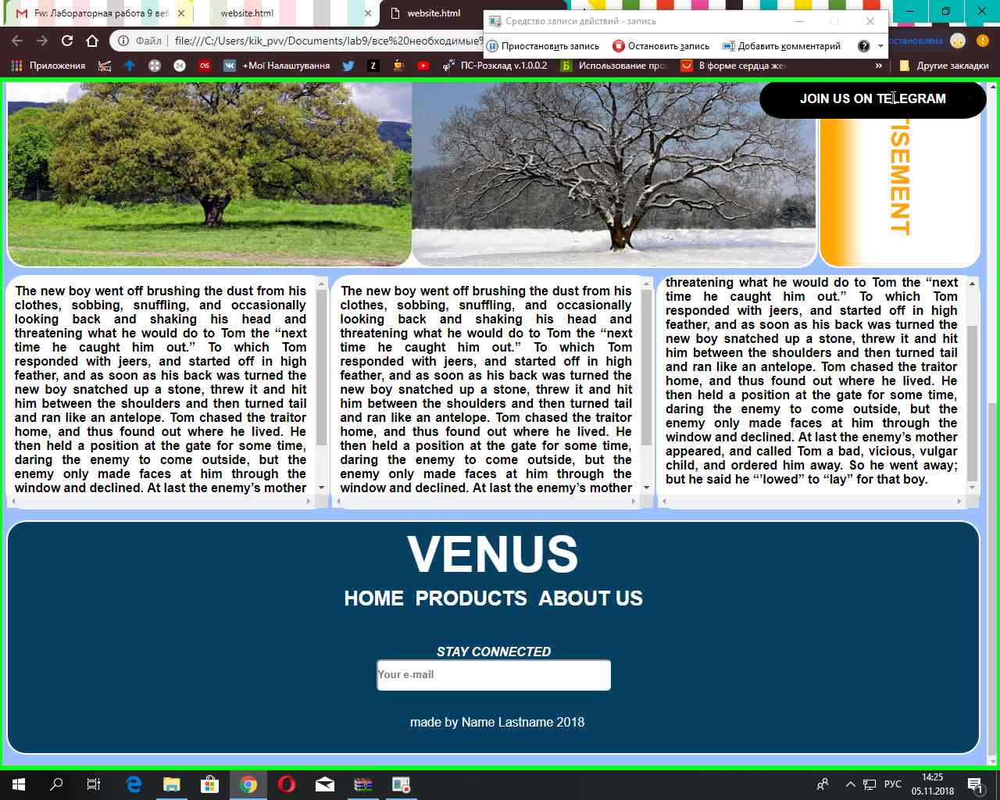 Fw: Лабораторная работа 9 веб
website.html
website.html
Средство записи действий - запись
Файл
file:///C:/Users/kik_pvv/Documents/lab9/все%20необходимые%
Приостановить запись
Остановить запись
Добавить комментарий
остановлена
Приложения
+Мої Налаштування
ПС-Розклад v.1.0.0.2
Использование про
В форме сердца же
»
Другие закладки
JOIN US ON TELEGRAM
TISEMENT
The new boy went off brushing the dust from his
clothes, sobbing, snuffling, and occasionally
looking back and shaking his head and
threatening what he would do to Tom the “next
time he caught him out.” To which Tom
responded with jeers, and started off in high
feather, and as soon as his back was turned the
new boy snatched up a stone, threw it and hit
him between the shoulders and then turned tail
and ran like an antelope. Tom chased the traitor
home, and thus found out where he lived. He
then held a position at the gate for some time,
daring the enemy to come outside, but the
enemy only made faces at him through the
window and declined. At last the enemy’s mother
The new boy went off brushing the dust from his
clothes, sobbing, snuffling, and occasionally
looking back and shaking his head and
threatening what he would do to Tom the “next
time he caught him out.” To which Tom
responded with jeers, and started off in high
feather, and as soon as his back was turned the
new boy snatched up a stone, threw it and hit
him between the shoulders and then turned tail
and ran like an antelope. Tom chased the traitor
home, and thus found out where he lived. He
then held a position at the gate for some time,
daring the enemy to come outside, but the
enemy only made faces at him through the
window and declined. At last the enemy’s mother
threatening what he would do to Tom the “next
time he caught him out.” To which Tom
responded with jeers, and started off in high
feather, and as soon as his back was turned the
new boy snatched up a stone, threw it and hit
him between the shoulders and then turned tail
and ran like an antelope. Tom chased the traitor
home, and thus found out where he lived. He
then held a position at the gate for some time,
daring the enemy to come outside, but the
enemy only made faces at him through the
window and declined. At last the enemy’s mother
appeared, and called Tom a bad, vicious, vulgar
child, and ordered him away. So he went away;
but he said he “’lowed” to “lay” for that boy.
VENUS
HOME PRODUCTS ABOUT US
STAY CONNECTED
Your e-mail
made by Name Lastname 2018
РУС
14:25
05.11.2018
1